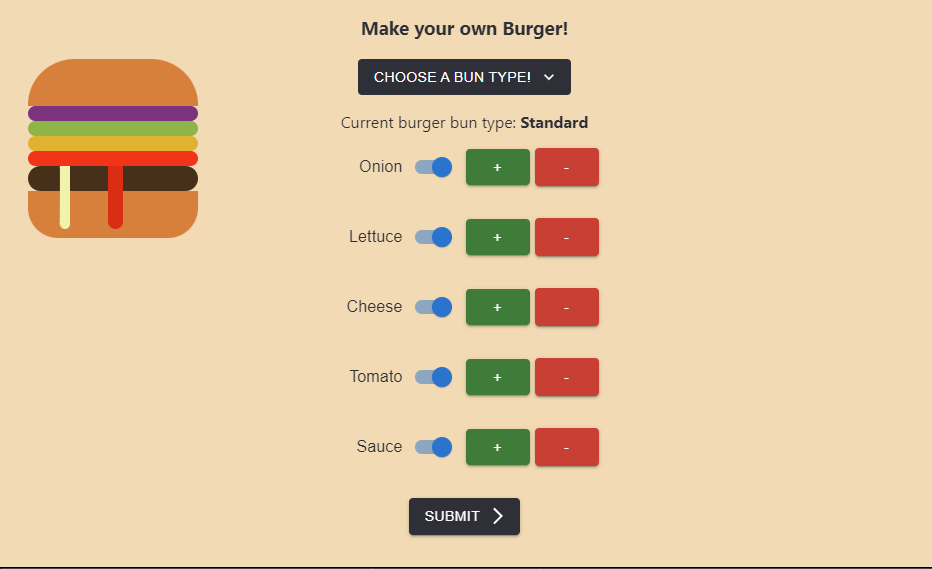 Make your own Burger!
CHOOSE A BUN TYPE!
Current burger bun type: Standard
Onion + -
Lettuce + -
Cheese + -
Tomato + -
Sauce + -
SUBMIT